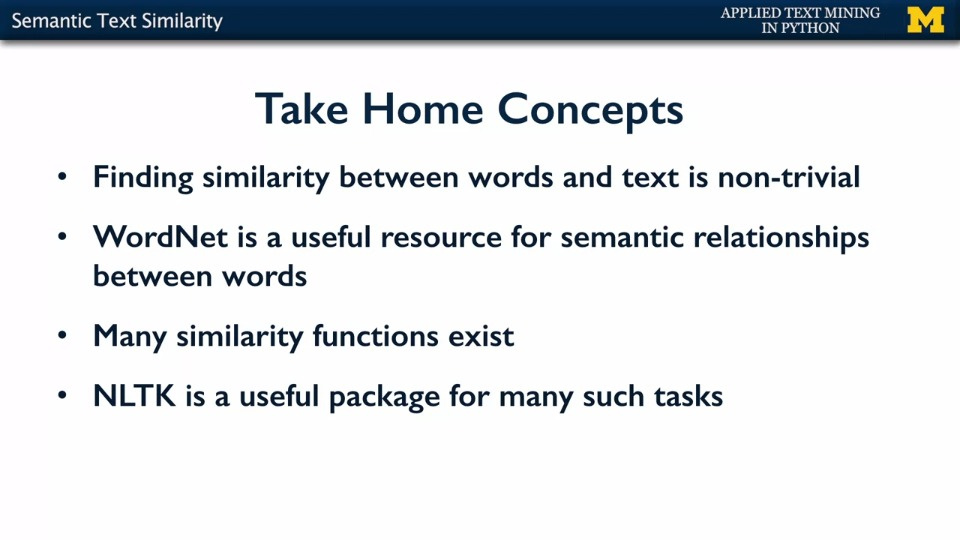 Semantic Text Similarity
APPLIED TEXT MINING
IN PYTHON
M
Take Home Concepts
• Finding similarity between words and text is non-trivial
• WordNet is a useful resource for semantic relationships
between words
• Many similarity functions exist
• NLTK is a useful package for many such tasks